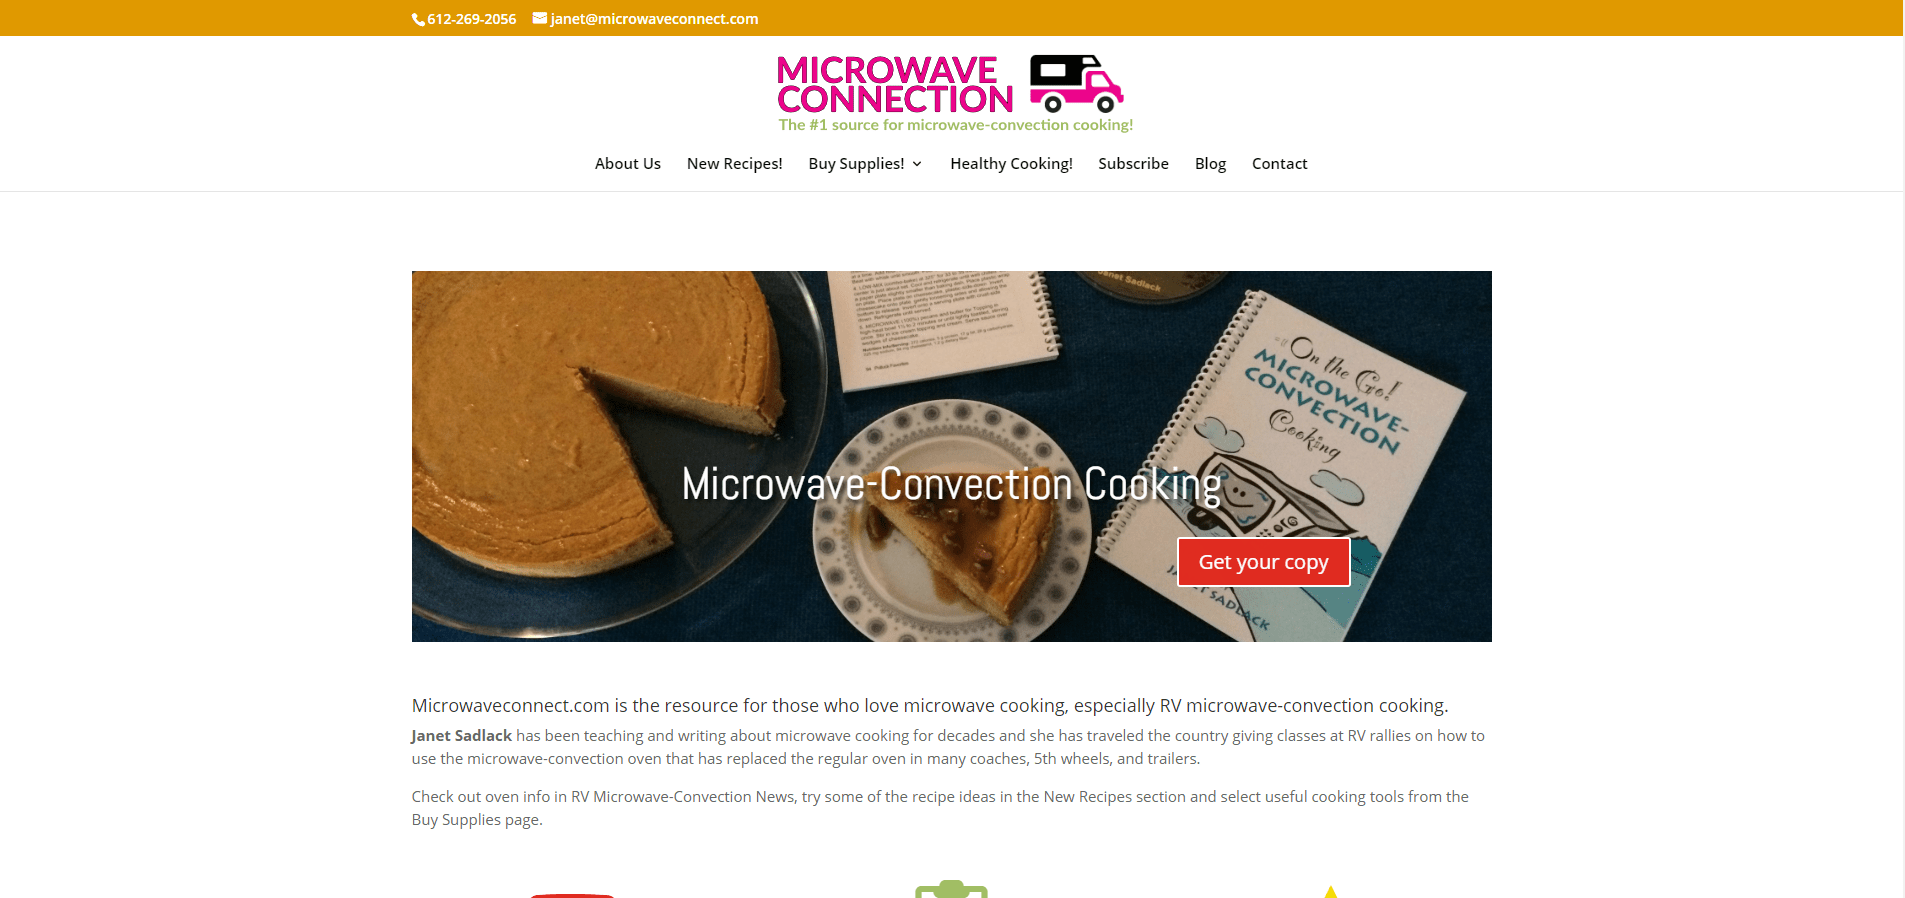 612-269-2056 janet@microwaveconnect.com
MICROWAVE
CONNECTION
The #1 source for microwave-convection cooking!
About Us New Recipes! Buy Supplies! Healthy Cooking! Subscribe Blog Contact
Janet Sadlack
"On the Go!
MICROWAVE-
CONVECTION
Cooking
Microwave-Convection Cooking
Get your copy
SADLACK
Microwaveconnect.com is the resource for those who love microwave cooking, especially RV microwave-convection cooking.
Janet Sadlack has been teaching and writing about microwave cooking for decades and she has traveled the country giving classes at RV rallies on how to
use the microwave-convection oven that has replaced the regular oven in many coaches, 5th wheels, and trailers.
Check out oven info in RV Microwave-Convection News, try some of the recipe ideas in the New Recipes section and select useful cooking tools from the
Buy Supplies page.